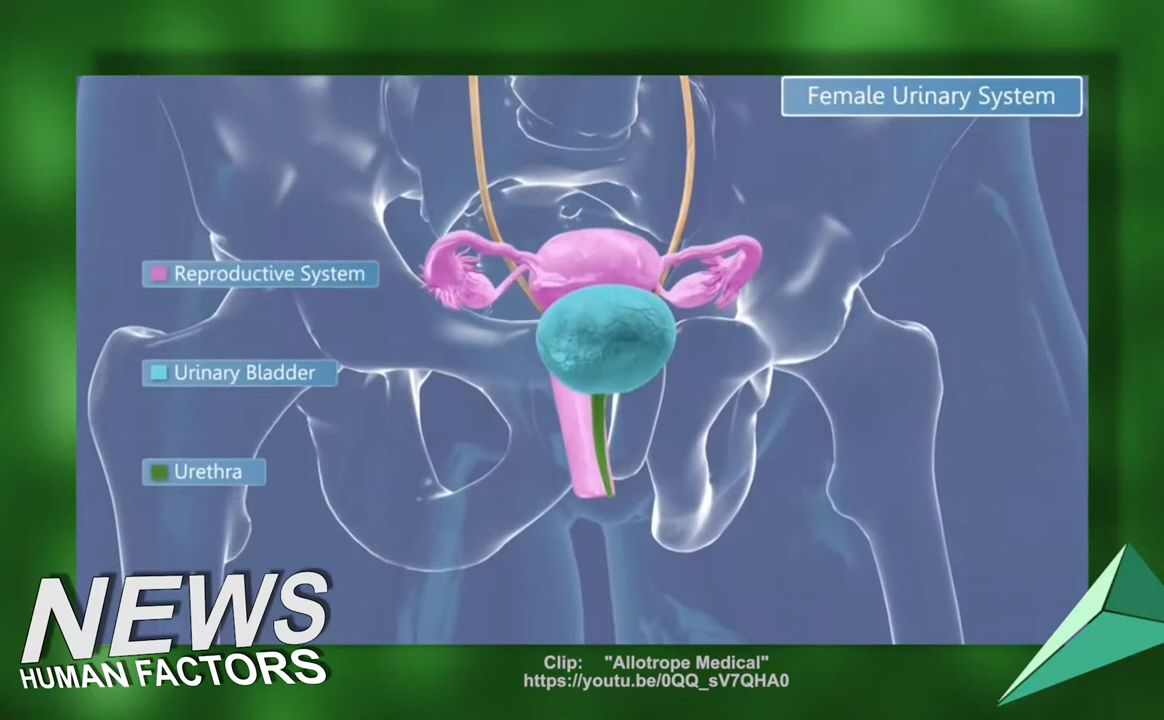 Female Urinary System
Reproductive System
Urinary Bladder
Urethra
NEWS
HUMAN FACTORS
Clip: "Allotrope Medical"
https://youtu.be/0QQ_sV7QHA0